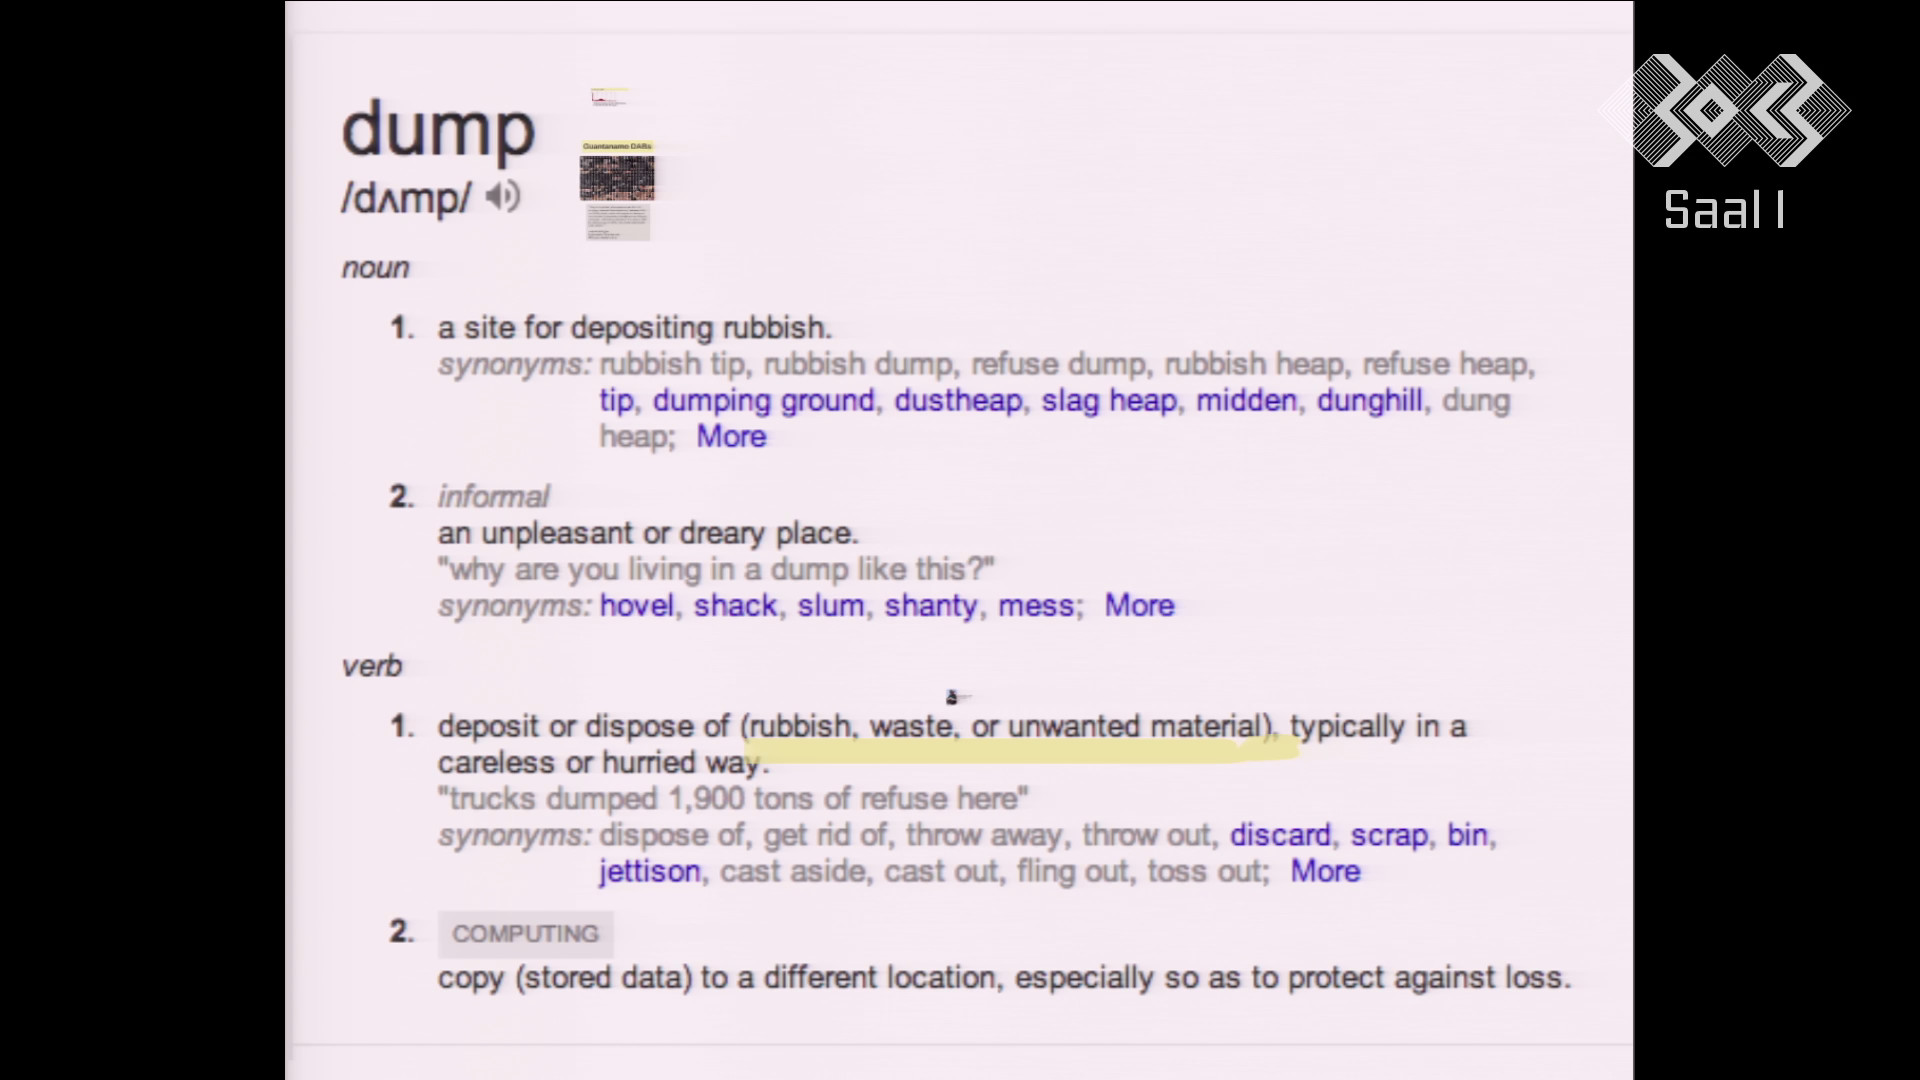 dump
Guantanamo DABs
/dʌmp/
noun
1. a site for depositing rubbish.
synonyms: rubbish tip, rubbish dump, refuse dump, rubbish heap, refuse heap,
tip, dumping ground, dustheap, slag heap, midden, dunghill, dung
heap; More
2. informal
an unpleasant or dreary place.
"why are you living in a dump like this?"
synonyms: hovel, shack, slum, shanty, mess; More
verb
1. deposit or dispose of (rubbish, waste, or unwanted material), typically in a
careless or hurried way.
"trucks dumped 1,900 tons of refuse here"
synonyms: dispose of, get rid of, throw away, throw out, discard, scrap, bin,
jettison, cast aside, cast out, fling out, toss out; More
2. COMPUTING
copy (stored data) to a different location, especially so as to protect against loss.
Saal 1